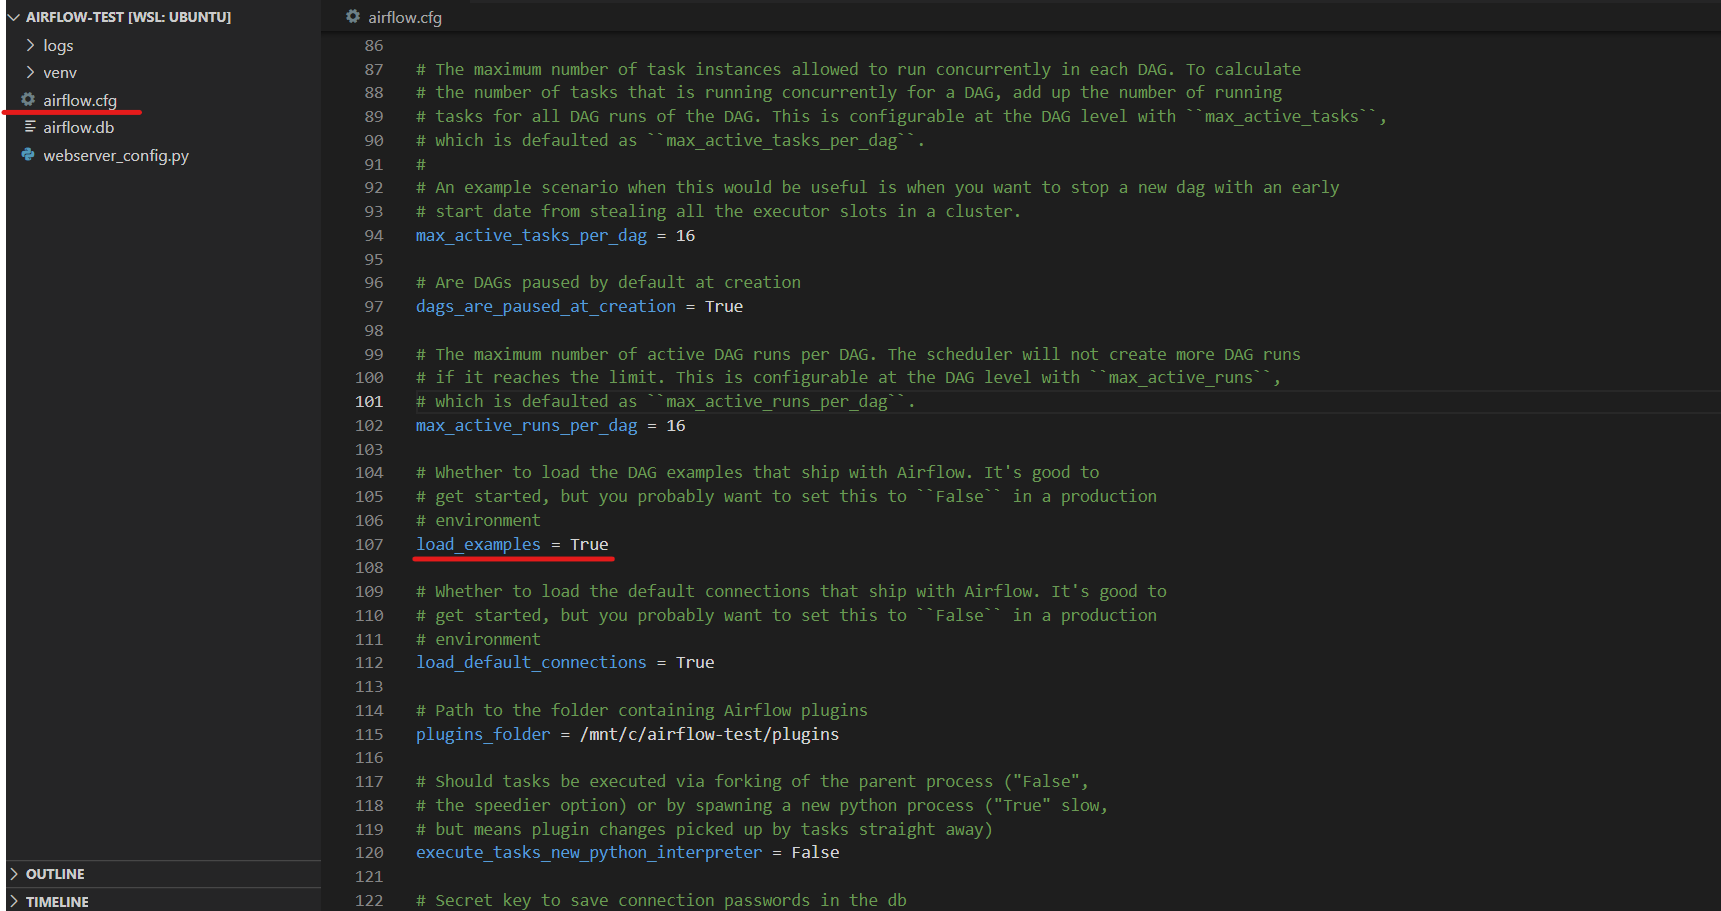 AIRFLOW-TEST [WSL: UBUNTU]
logs
venv
airflow.cfg
airflow.db
webserver_config.py
OUTLINE
TIMELINE
airflow.cfg
86
87 # The maximum number of task instances allowed to run concurrently in each DAG. To calculate
88 # the number of tasks that is running concurrently for a DAG, add up the number of running
89 # tasks for all DAG runs of the DAG. This is configurable at the DAG level with ``max_active_tasks``,
90 # which is defaulted as ``max_active_tasks_per_dag``.
91 #
92 # An example scenario when this would be useful is when you want to stop a new dag with an early
93 # start date from stealing all the executor slots in a cluster.
94 max_active_tasks_per_dag = 16
95
96 # Are DAGs paused by default at creation
97 dags_are_paused_at_creation = True
98
99 # The maximum number of active DAG runs per DAG. The scheduler will not create more DAG runs
100 # if it reaches the limit. This is configurable at the DAG level with ``max_active_runs``,
101 # which is defaulted as ``max_active_runs_per_dag``.
102 max_active_runs_per_dag = 16
103
104 # Whether to load the DAG examples that ship with Airflow. It's good to
105 # get started, but you probably want to set this to ``False`` in a production
106 # environment
107 load_examples = True
108
109 # Whether to load the default connections that ship with Airflow. It's good to
110 # get started, but you probably want to set this to ``False`` in a production
111 # environment
112 load_default_connections = True
113
114 # Path to the folder containing Airflow plugins
115 plugins_folder = /mnt/c/airflow-test/plugins
116
117 # Should tasks be executed via forking of the parent process ("False",
118 # the speedier option) or by spawning a new python process ("True" slow,
119 # but means plugin changes picked up by tasks straight away)
120 execute_tasks_new_python_interpreter = False
121
122 # Secret key to save connection passwords in the db